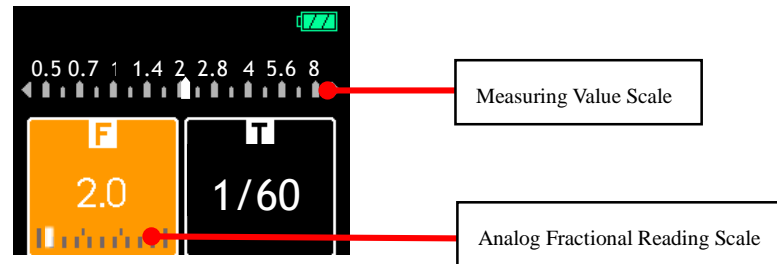 0.5 0.7 1 1.4 2 2.8 4 5.6 8
Measuring Value Scale
F
T
2.0
1/60
Analog Fractional Reading Scale